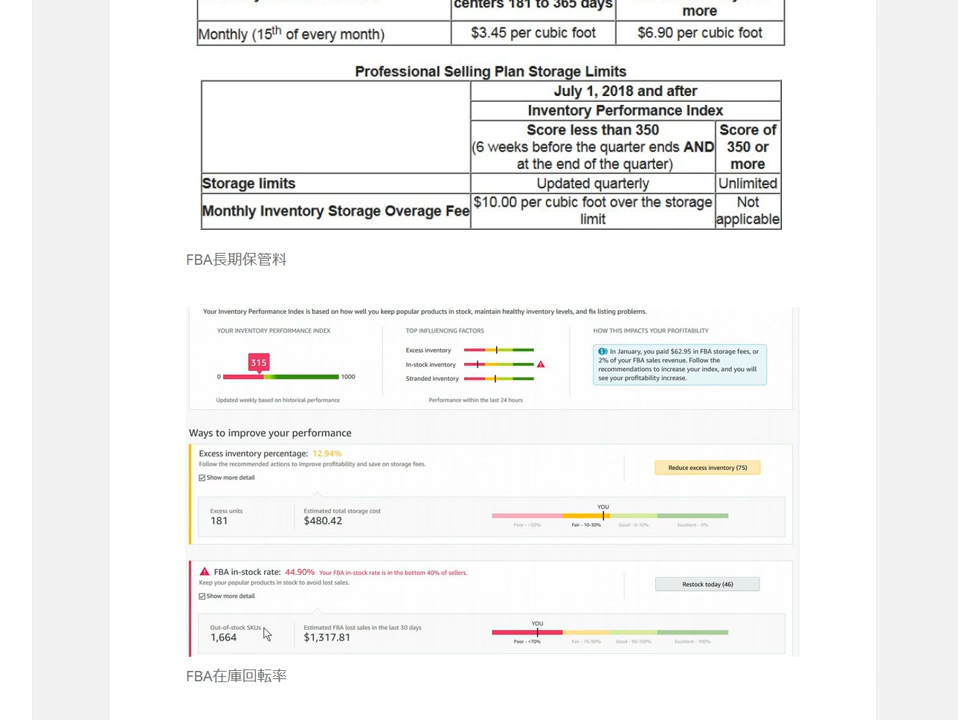 centers 181 to 365 days
more
Monthly (15th of every month) $3.45 per cubic foot $6.90 per cubic foot
Professional Selling Plan Storage Limits
July 1, 2018 and after
Inventory Performance Index
Score less than 350
(6 weeks before the quarter ends AND
at the end of the quarter)
Score of
350 or
more
Storage limits Updated quarterly Unlimited
Monthly Inventory Storage Overage Fee
$10.00 per cubic foot over the storage
limit
Not
applicable
FBA長期保管料
Your Inventory Performance Index is based on how well you keep popular products in stock, maintain healthy inventory levels, and fix listing problems.
YOUR INVENTORY PERFORMANCE INDEX
315
0 1000
Updated weekly based on historical performance
TOP INFLUENCING FACTORS
Excess inventory
In-stock inventory
Stranded inventory
Performance within the last 24 hours
HOW THIS IMPACTS YOUR PROFITABILITY
In January, you paid $62.95 in FBA storage fees, or
2% of your FBA sales revenue. Follow the
recommendations to increase your index, and you will
see your profitability increase.
Ways to improve your performance
Excess inventory percentage: 12.94%
Follow the recommended actions to improve profitability and save on storage fees.
Show more detail
Reduce excess inventory (75)
Excess units
181
Estimated total storage cost
$480.42
YOU
Fair - 10-30%
FBA in-stock rate: 44.90% Your FBA in-stock rate is in the bottom 40% of sellers.
Keep your popular products in stock to avoid lost sales.
Show more detail
Restock today (46)
Out-of-stock SKUs
1,664
Estimated FBA lost sales in the last 30 days
$1,317.81
YOU
Poor - <70%
FBA在庫回転率